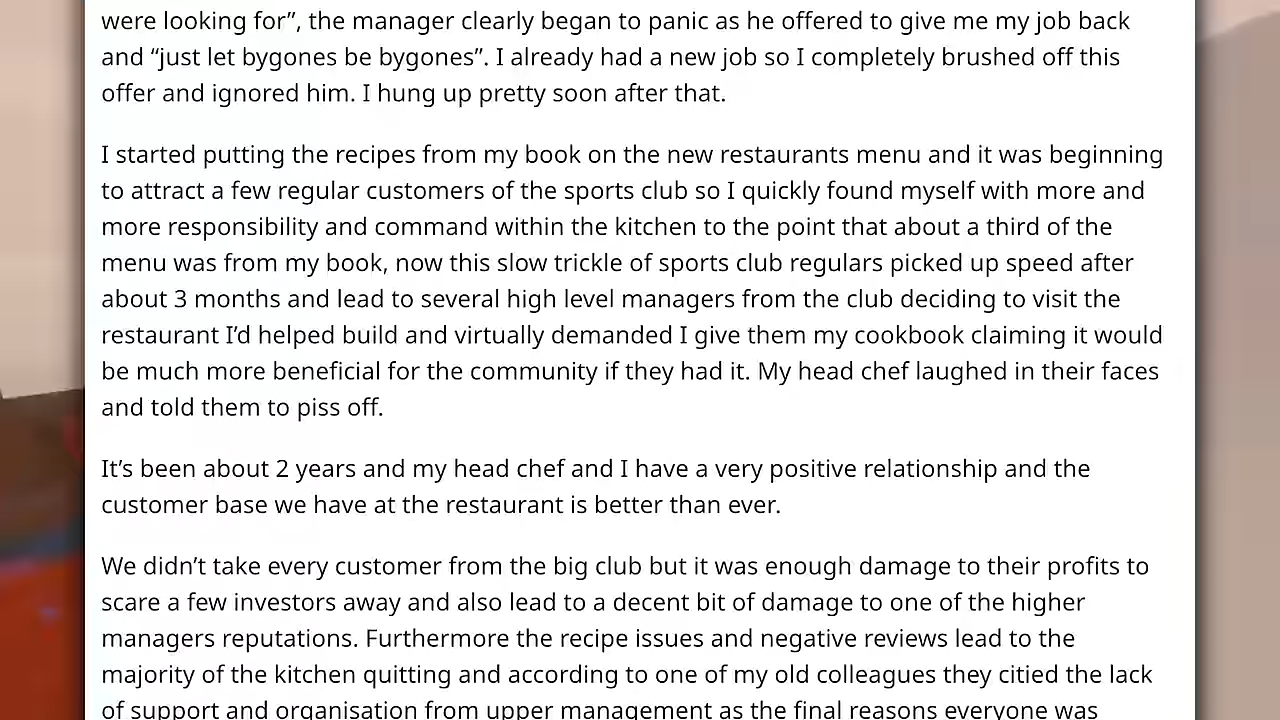 were looking for”, the manager clearly began to panic as he offered to give me my job back
and “just let bygones be bygones”. I already had a new job so I completely brushed off this
offer and ignored him. I hung up pretty soon after that.
I started putting the recipes from my book on the new restaurants menu and it was beginning
to attract a few regular customers of the sports club so I quickly found myself with more and
more responsibility and command within the kitchen to the point that about a third of the
menu was from my book, now this slow trickle of sports club regulars picked up speed after
about 3 months and lead to several high level managers from the club deciding to visit the
restaurant I’d helped build and virtually demanded I give them my cookbook claiming it would
be much more beneficial for the community if they had it. My head chef laughed in their faces
and told them to piss off.
It’s been about 2 years and my head chef and I have a very positive relationship and the
customer base we have at the restaurant is better than ever.
We didn’t take every customer from the big club but it was enough damage to their profits to
scare a few investors away and also lead to a decent bit of damage to one of the higher
managers reputations. Furthermore the recipe issues and negative reviews lead to the
majority of the kitchen quitting and according to one of my old colleagues they citied the lack
of support and organisation from upper management as the final reasons everyone was